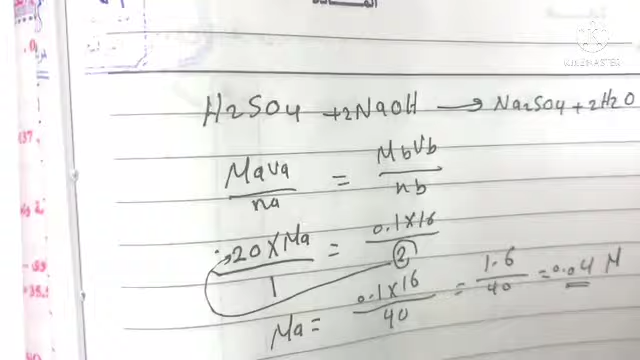 KINEMASTER
H2SO4 +2NaOH → Na2SO4 + 2H2O
MaVa/na = MbVb/nb
20 × Ma / 1 = 0.1 × 16 / 2
Ma = 0.1 × 16 / 40 = 1.6 / 40 = 0.04 M